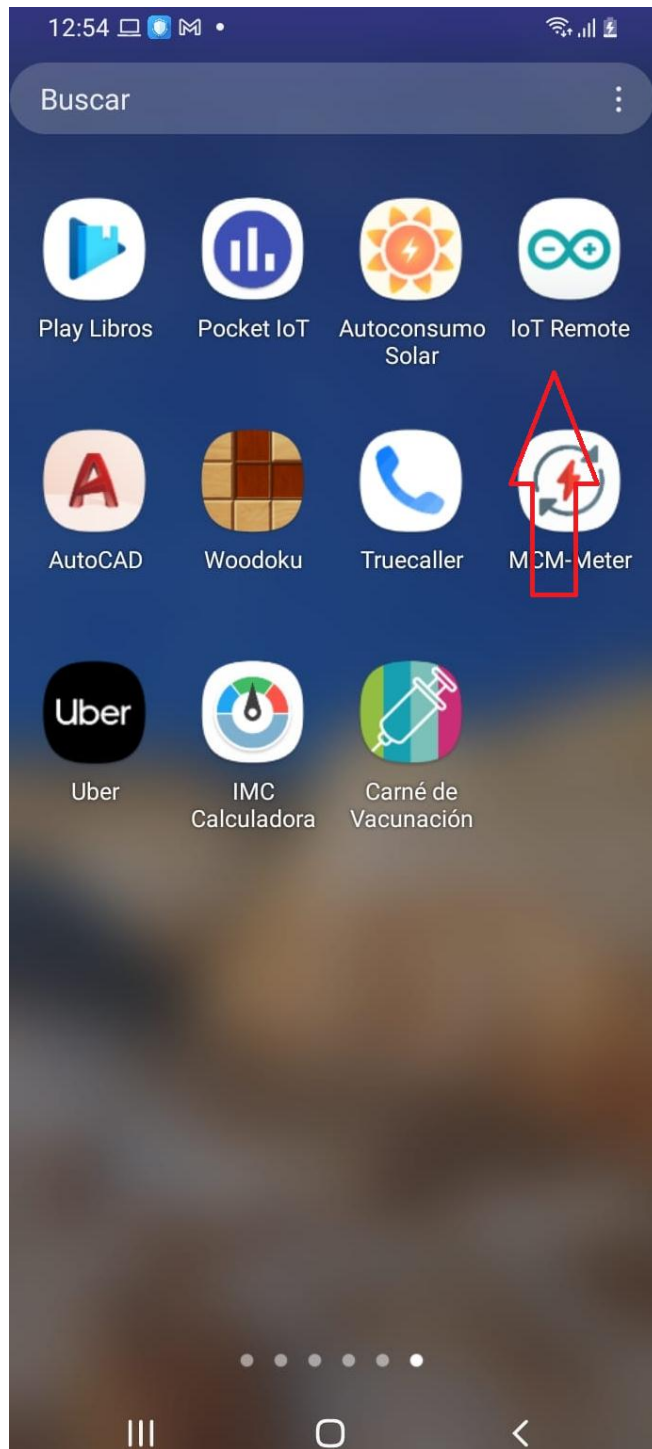 12:54
Buscar
Play Libros
Pocket IoT
Autoconsumo
Solar
IoT Remote
AutoCAD
Woodoku
Truecaller
MCM-Meter
Uber
Uber
IMC
Calculadora
Carné de
Vacunación